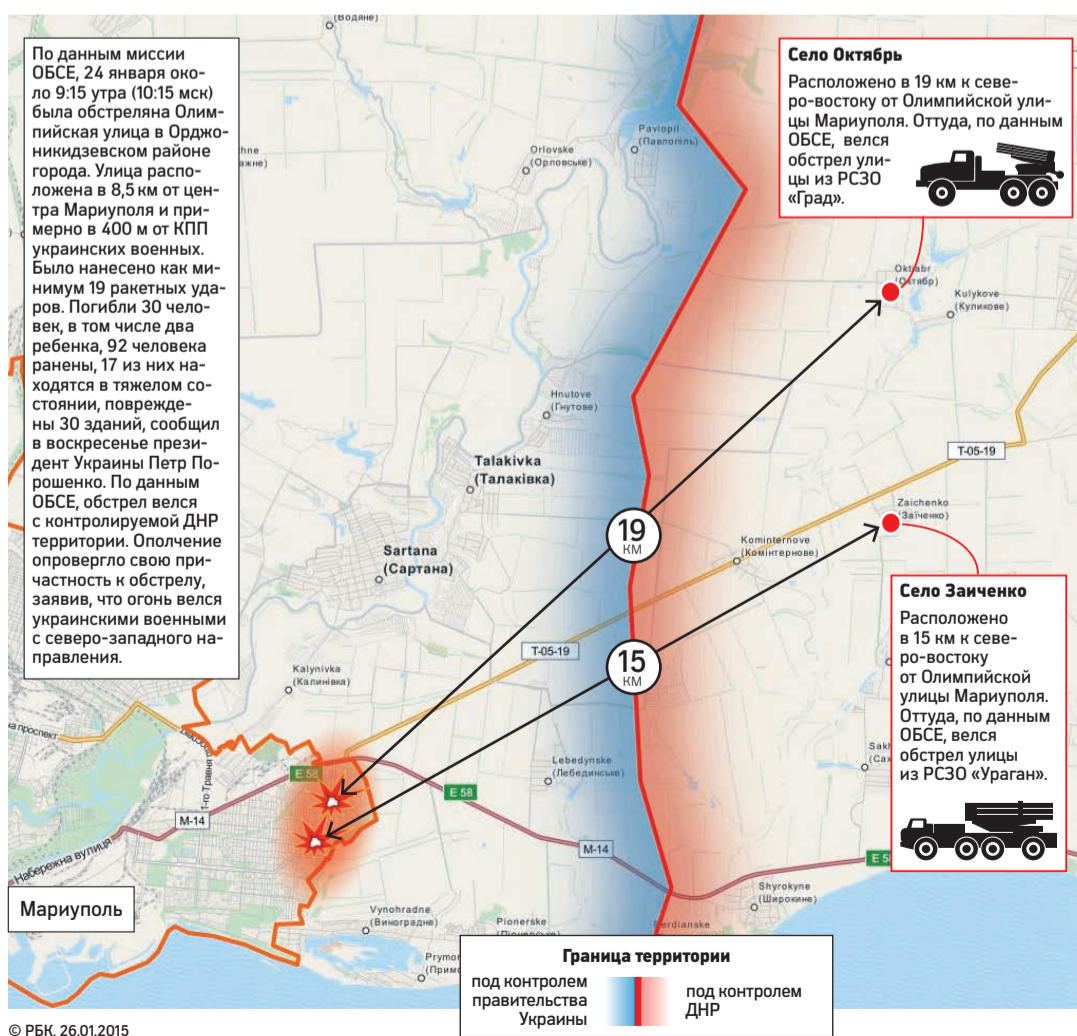 (Водяне)
По данным миссии
ОБСЕ, 24 января око-
ло 9:15 утра (10:15 мск)
была обстреляна Олим-
пийская улица в Орджо-
никидзевском районе
города. Улица распо-
ложена в 8,5 км от цен-
тра Мариуполя и при-
мерно в 400 м от КПП
украинских военных.
Было нанесено как ми-
нимум 19 ракетных уда-
ров. Погибли 30 чело-
век, в том числе два
ребенка, 92 человека
ранены, 17 из них на-
ходятся в тяжелом со-
стоянии, поврежде-
ны 30 зданий, сообщил
в воскресенье прези-
дент Украины Петр По-
рошенко. По данным
ОБСЕ, обстрел велся
с контролируемой ДНР
территории. Ополчение
опровергло свою при-
частность к обстрелу,
заявив, что огонь велся
украинскими военными
с северо-западного на-
правления.
Село Октябрь
Расположено в 19 км к севе-
ро-востоку от Олимпийской ули-
цы Мариуполя. Оттуда, по данным
ОБСЕ, велся
обстрел ули-
цы из РСЗО
«Град».
Pavlopil
(Павлопіль)
Orlovske
(Орловське)
Oktiabr
(Октябр)
Kulykove
(Куликове)
Hnutove
(Гнутове)
Talakivka
(Талаківка)
Т-05-19
Zaichenko
(Заїченко)
19
КМ
Kominternove
(Комінтернове)
Sartana
(Сартана)
Село Заиченко
Расположено
в 15 км к севе-
ро-востоку
от Олимпийской
улицы Мариуполя.
Оттуда, по данным
ОБСЕ, велся
обстрел улицы
из РСЗО «Ураган».
Т-05-19
15
КМ
Kalynivka
(Калинівка)
на проспект
1-го Травня
Lebedynske
(Лебединське)
E 58
E 58
М-14
М-14
E 5
Набережна вулиця
Мариуполь
Vynohradne
(Виноградне)
Pionerske
Shyrokyne
(Широкине)
Berdianske
Граница территории
под контролем
правительства
Украины
под контролем
ДНР
© РБК, 26.01.2015